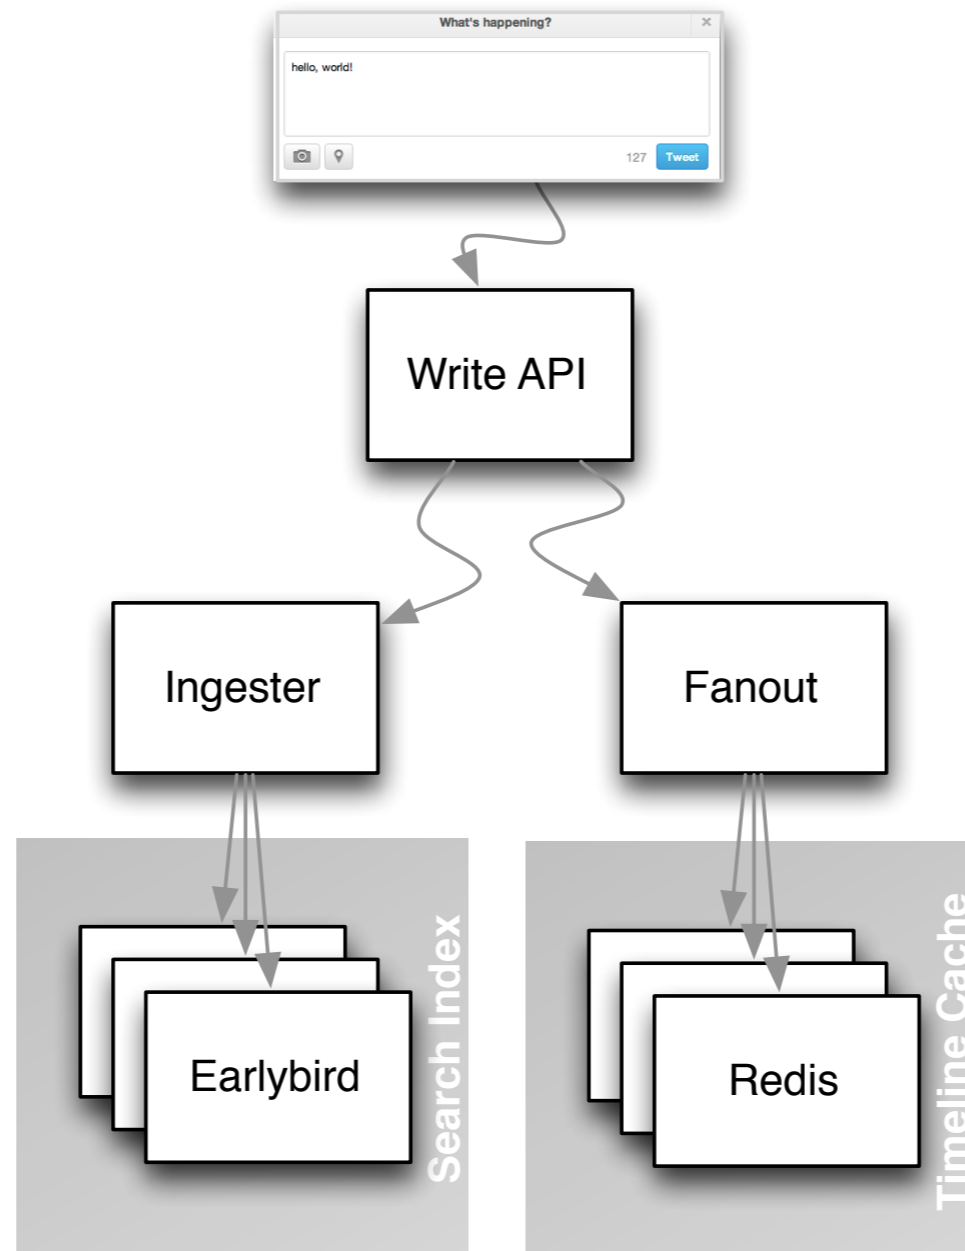 What's happening?
hello, world!
127 Tweet
Write API
Ingester
Fanout
Earlybird
Search Index
Redis
Timeline Cache